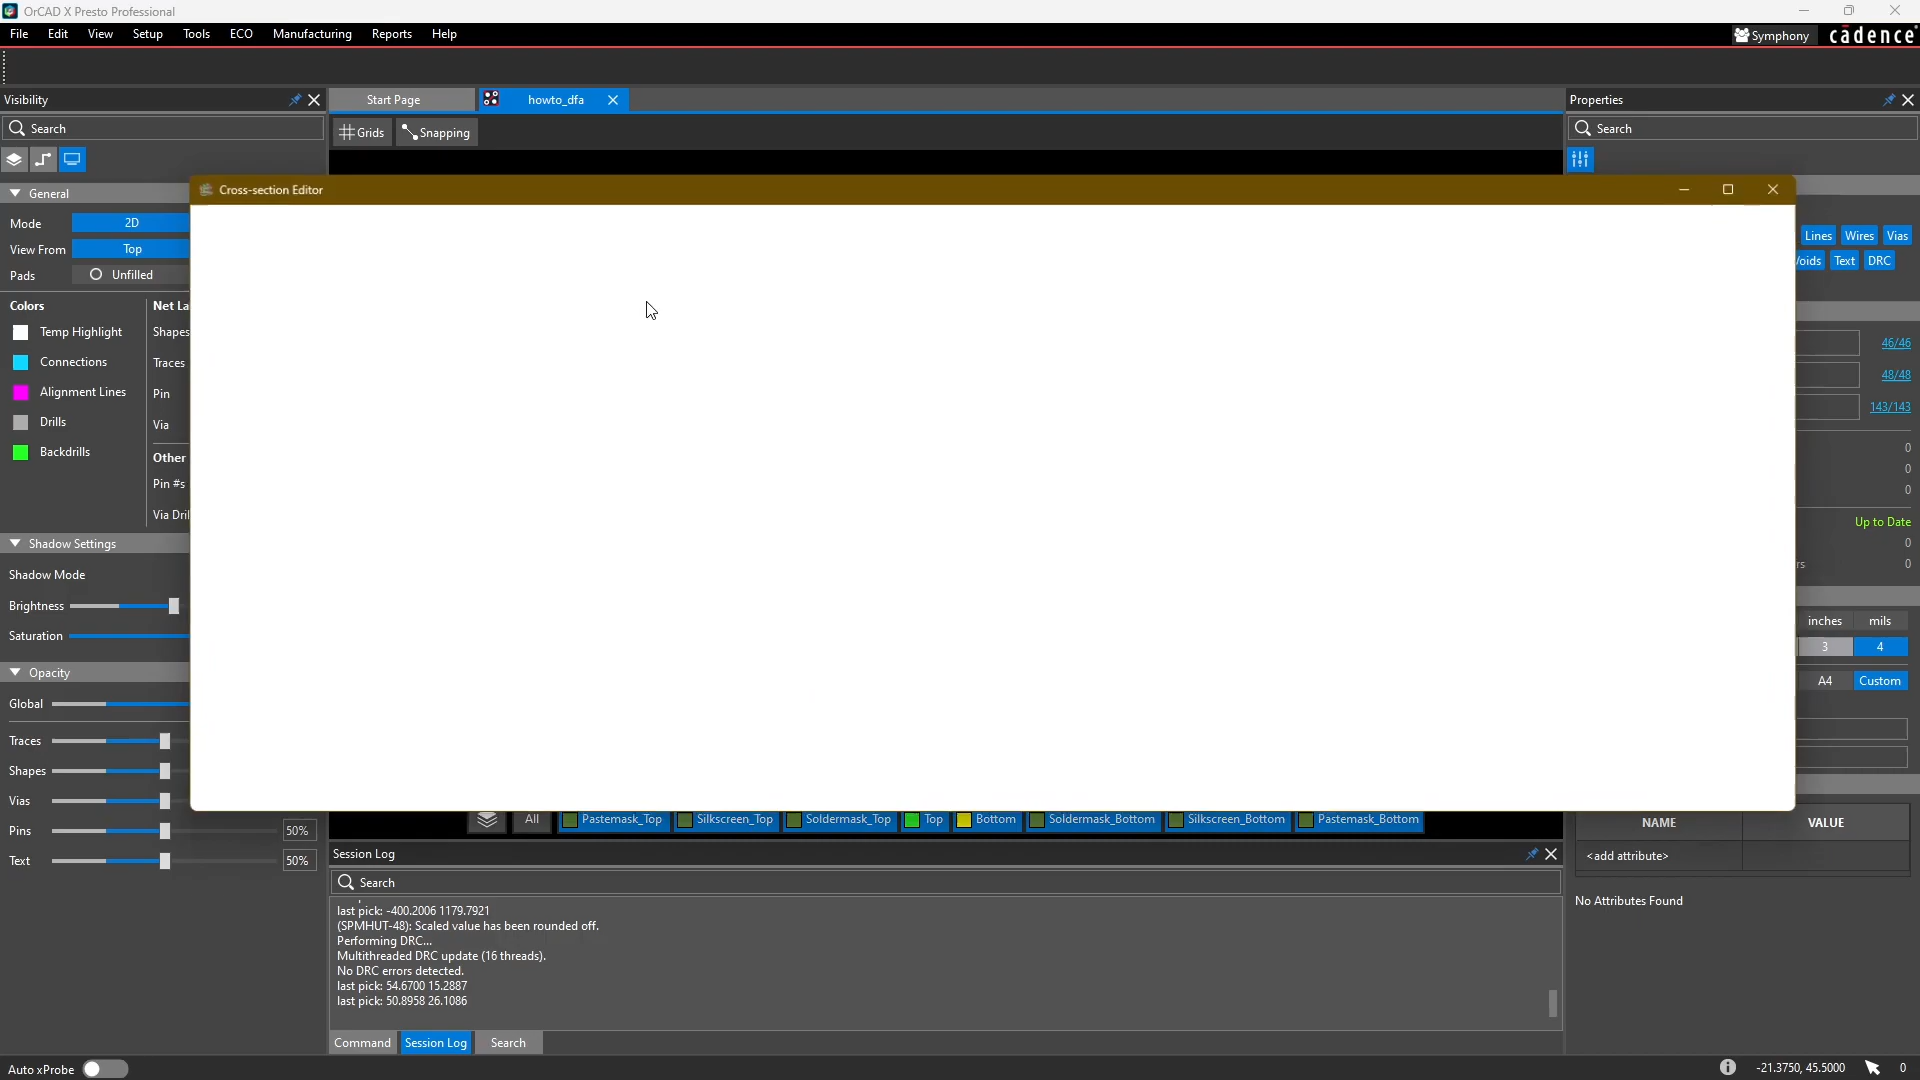 OrCAD X Presto Professional
File Edit View Setup Tools ECO Manufacturing Reports Help
Symphony cādence
Visibility
Start Page howto_dfa
Properties
Search
Grids Snapping
Search
General
Cross-section Editor
Mode 2D
Lines Wires Vias
View From Top
Text DRC
Pads Unfilled
Colors
Temp Highlight Shapes
46/46
Connections Traces
48/48
Alignment Lines Pin
143/143
Drills Via
0
Backdrills Other
0
Pin #s
0
Up to Date
Shadow Settings
0
0
Shadow Mode
Brightness
inches mils
Saturation
3 4
Opacity
A4 Custom
Global
Traces
Shapes
Vias
All Pastemask_Top Silkscreen_Top Soldermask_Top Top Bottom Soldermask_Bottom Silkscreen_Bottom Pastemask_Bottom
NAME VALUE
Pins 50%
Session Log
<add attribute>
Text 50%
Search
No Attributes Found
last pick: -400.2006 1179.7921
(SPMHUT-48): Scaled value has been rounded off.
Performing DRC...
Multithreaded DRC update (16 threads).
No DRC errors detected.
last pick: 54.6700 15.2887
last pick: 50.8958 26.1086
Command Session Log Search
Auto xProbe
-21.3750, 45.5000 0